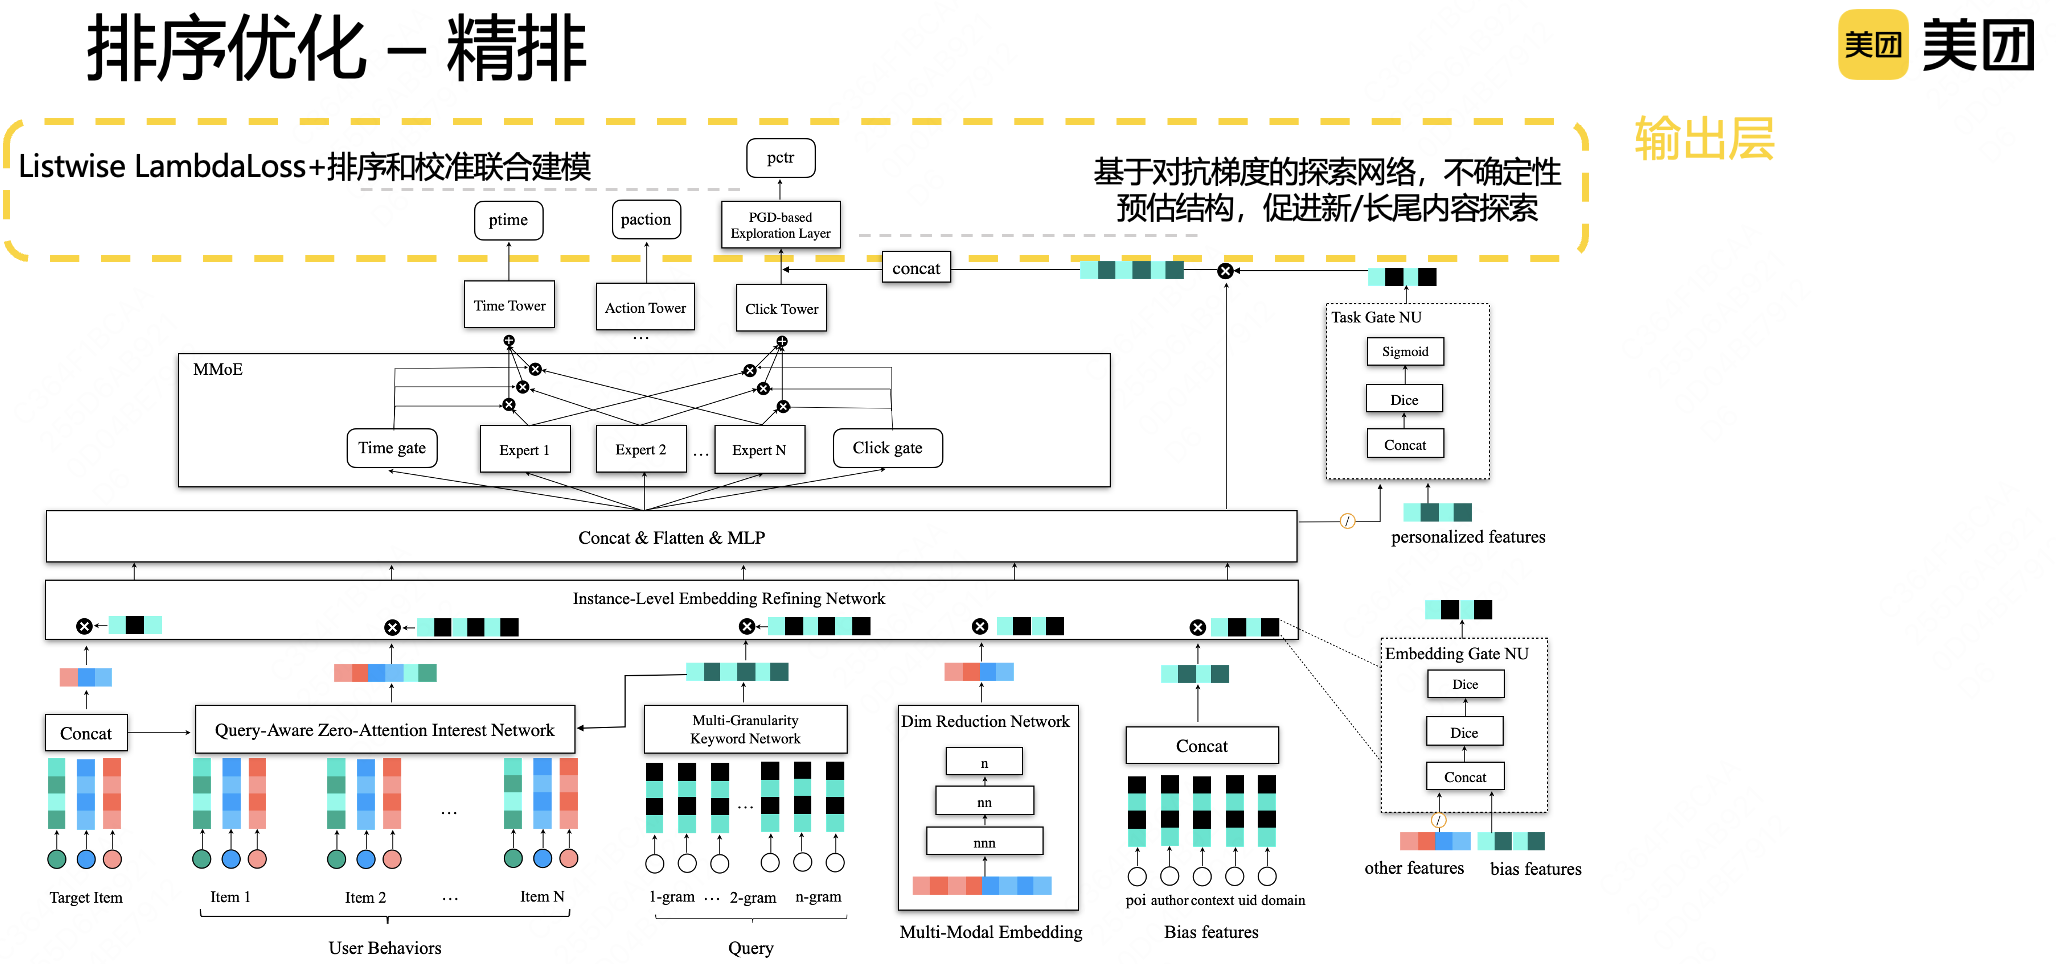 排序优化 – 精排
美团 美团
输出层
Listwise LambdaLoss+排序和校准联合建模
pctr
基于对抗梯度的探索网络，不确定性
预估结构，促进新/长尾内容探索
ptime
paction
PGD-based
Exploration Layer
concat
Time Tower
Action Tower
Click Tower
...
Task Gate NU
Sigmoid
Dice
Concat
personalized features
MMoE
Time gate
Expert 1
Expert 2
...
Expert N
Click gate
Concat & Flatten & MLP
/
Instance-Level Embedding Refining Network
Embedding Gate NU
Dice
Dice
Concat
/
other features
bias features
Concat
Query-Aware Zero-Attention Interest Network
Multi-Granularity
Keyword Network
Dim Reduction Network
n
nn
nnn
Concat
...
...
Target Item
Item 1
Item 2
...
Item N
1-gram ... 2-gram n-gram
poi author context uid domain
User Behaviors
Query
Multi-Modal Embedding
Bias features